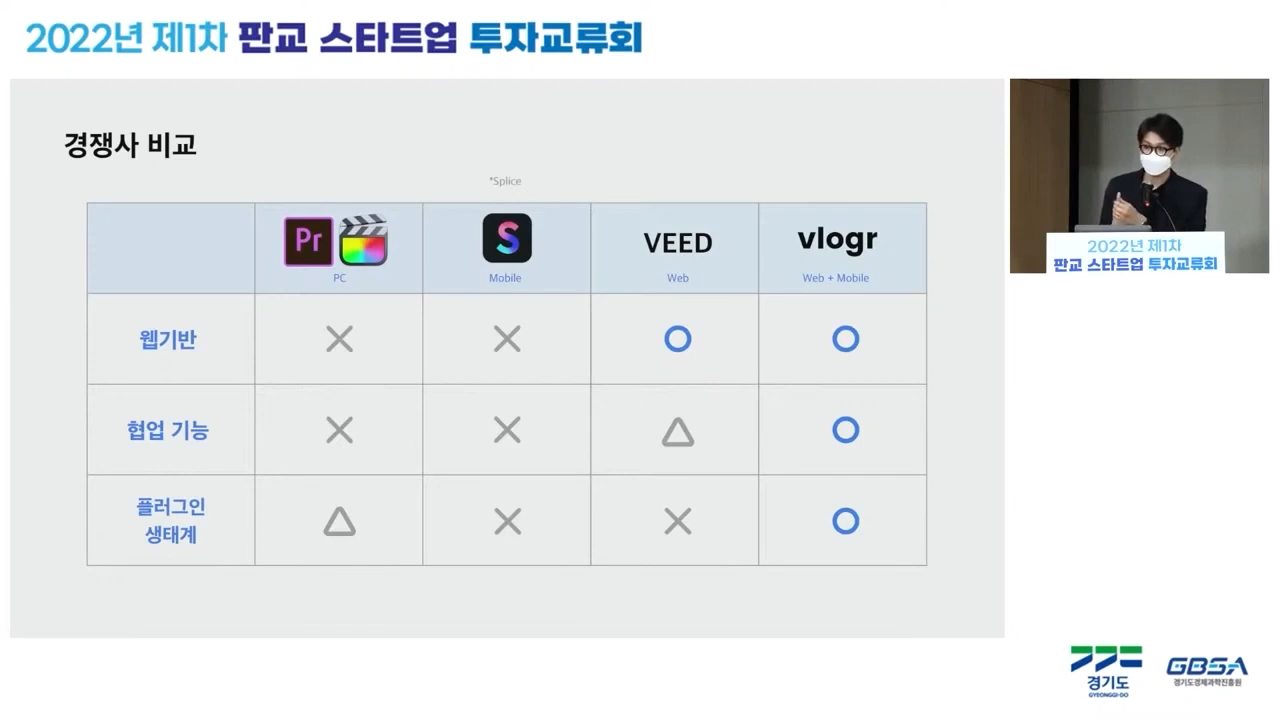 2022년 제1차 판교 스타트업 투자교류회
경쟁사 비교
*Splice
Pr
S
VEED
vlogr
PC
Mobile
Web
Web + Mobile
웹기반
협업 기능
플러그인
생태계
2022년 제1차
판교 스타트업 투자교류회
경기도
GYEONGGI-DO
GBSA
경기도경제과학진흥원